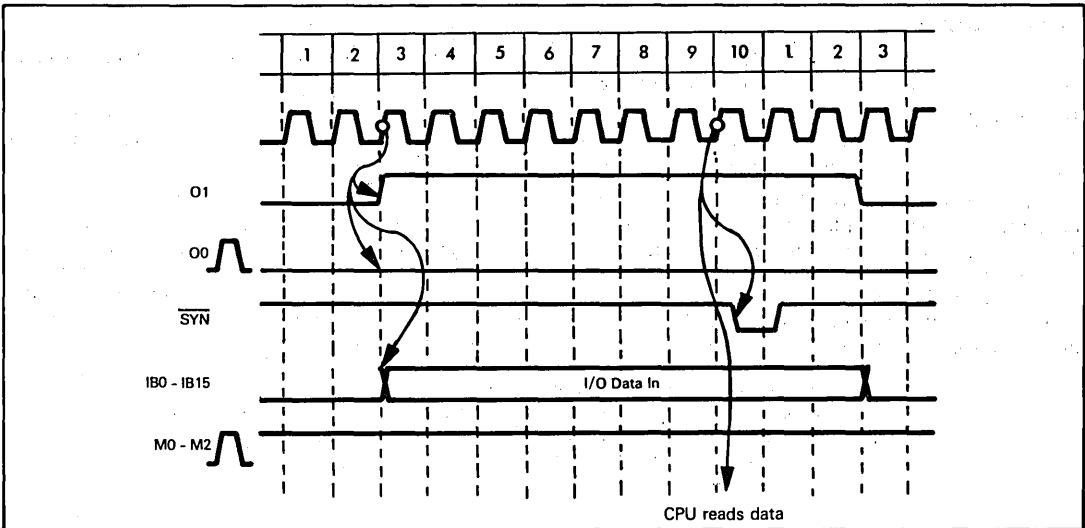 1 2 3 4 5 6 7 8 9 10 1 2 3
O1
O0
SYN
IB0 - IB15 I/O Data In
M0 - M2
CPU reads data